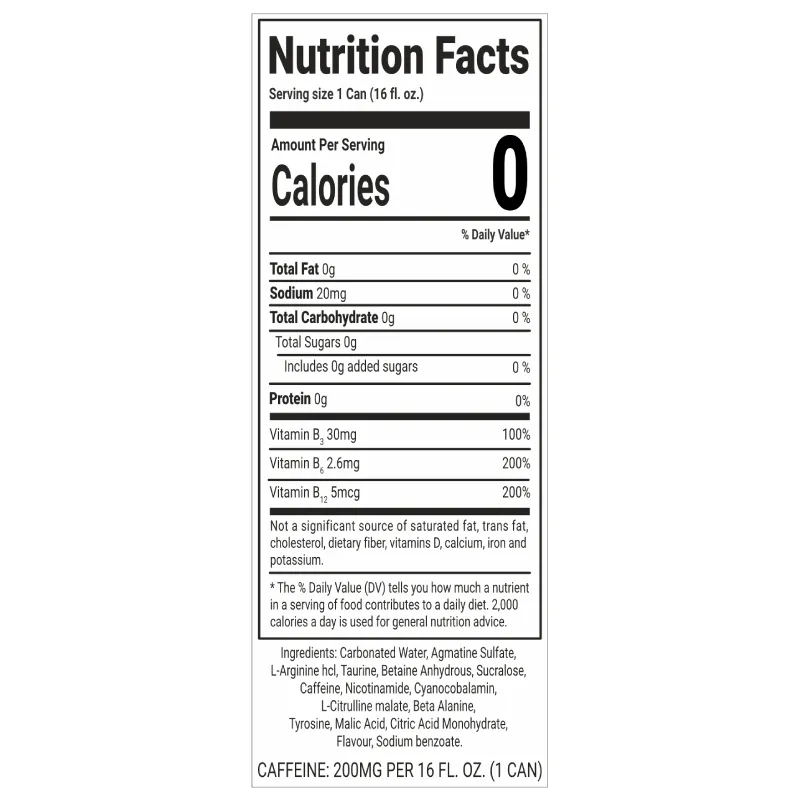 Nutrition Facts
Serving size 1 Can (16 fl. oz.)
Amount Per Serving
Calories 0
% Daily Value*
Total Fat 0g 0 %
Sodium 20mg 0 %
Total Carbohydrate 0g 0 %
Total Sugars 0g
Includes 0g added sugars 0 %
Protein 0g 0%
Vitamin B3 30mg 100%
Vitamin B6 2.6mg 200%
Vitamin B12 5mcg 200%
Not a significant source of saturated fat, trans fat,
cholesterol, dietary fiber, vitamins D, calcium, iron and
potassium.
* The % Daily Value (DV) tells you how much a nutrient
in a serving of food contributes to a daily diet. 2,000
calories a day is used for general nutrition advice.
Ingredients: Carbonated Water, Agmatine Sulfate,
L-Arginine hcl, Taurine, Betaine Anhydrous, Sucralose,
Caffeine, Nicotinamide, Cyanocobalamin,
L-Citrulline malate, Beta Alanine,
Tyrosine, Malic Acid, Citric Acid Monohydrate,
Flavour, Sodium benzoate.
CAFFEINE: 200MG PER 16 FL. OZ. (1 CAN)